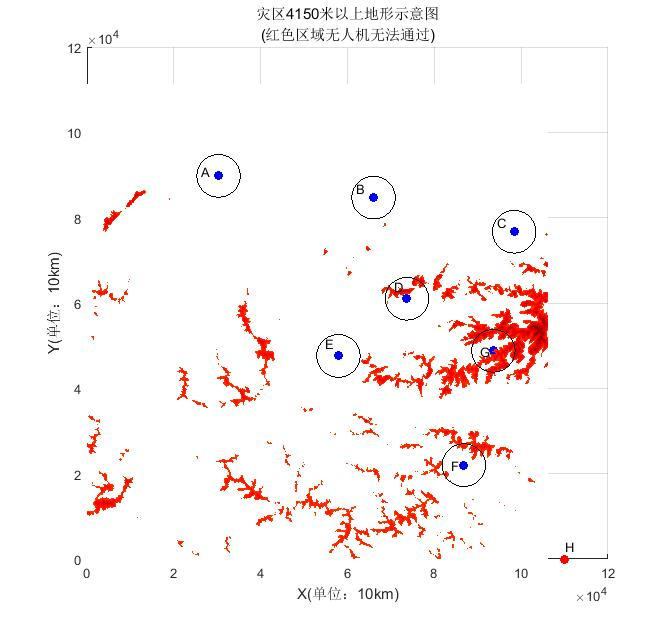 灾区4150米以上地形示意图
(红色区域无人机无法通过)
×10⁴
12
10
8
6
4
2
0
Y(单位：10km)
A
B
C
D
E
G
F
H
0 2 4 6 8 10 12
X(单位：10km)
×10⁴